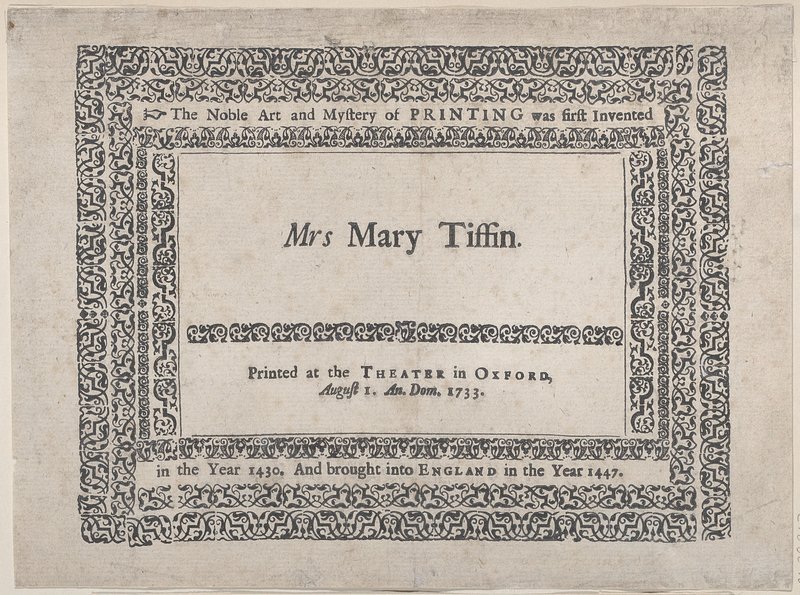 ☞ The Noble Art and Myſtery of PRINTING was firſt Invented
Mrs Mary Tiffin.
Printed at the THEATER in OXFORD,
Auguſt 1. An. Dom. 1733.
in the Year 1430. And brought into ENGLAND in the Year 1447.